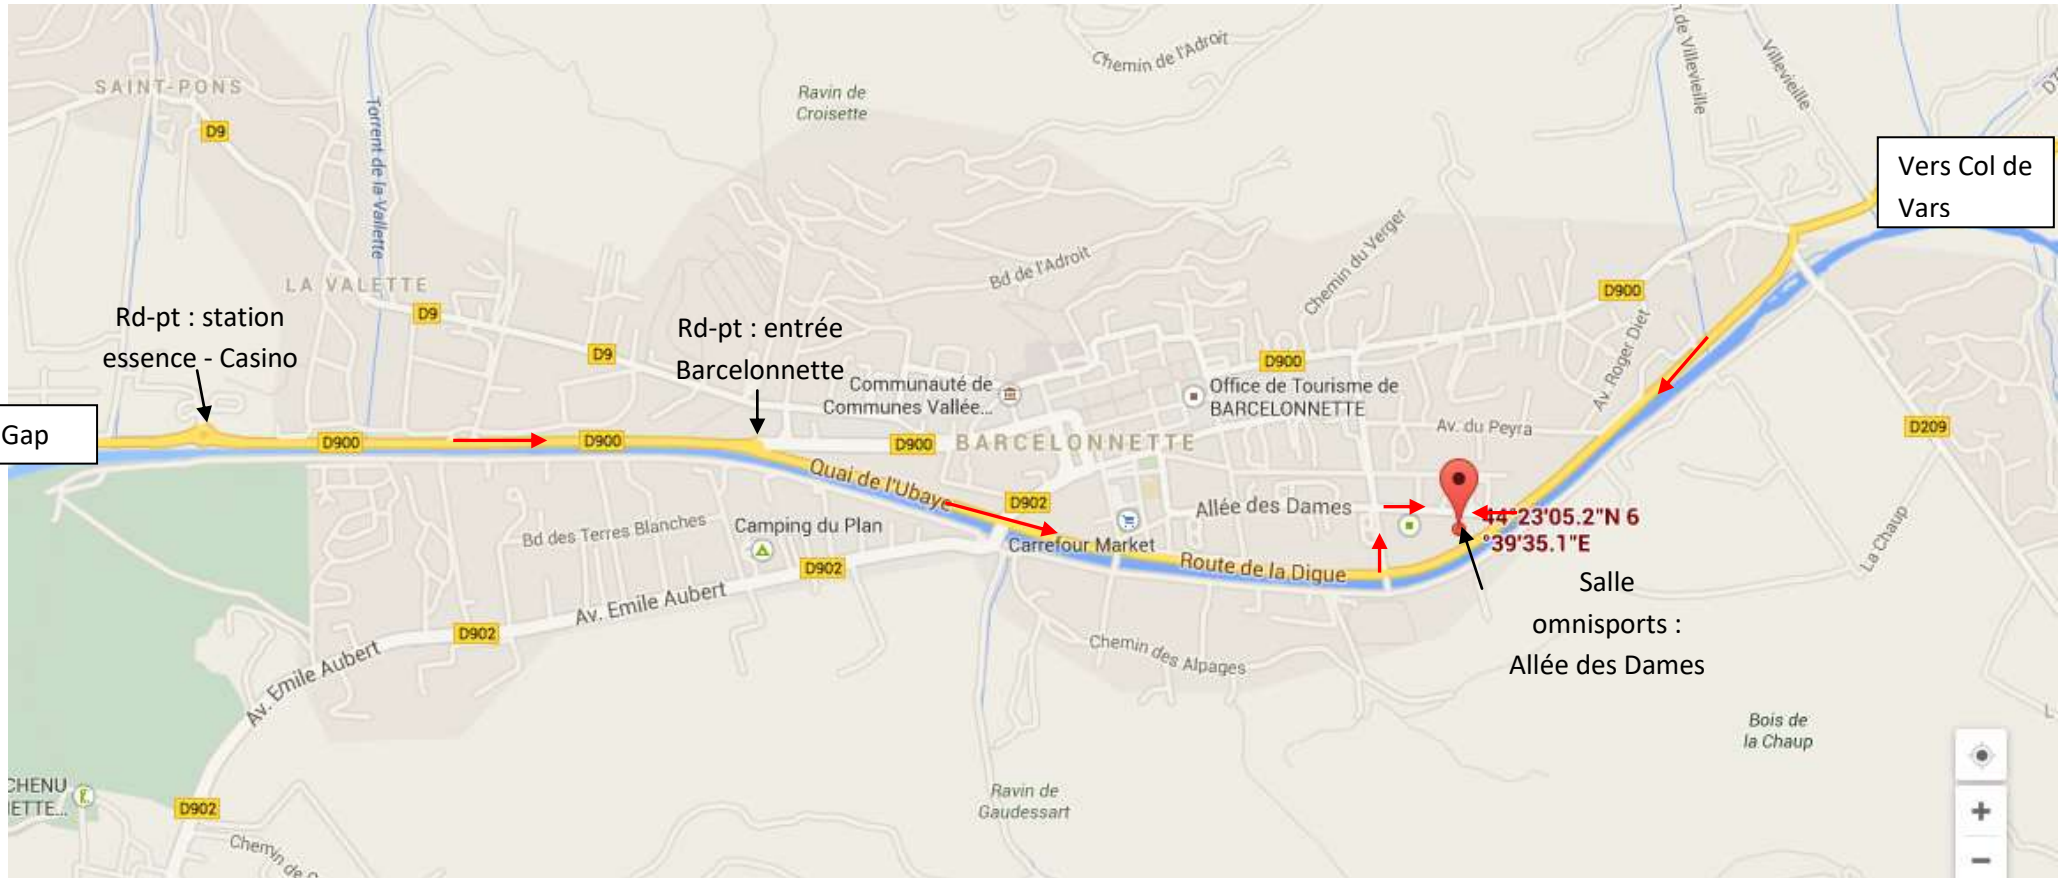 Chemin de l'Adroit
n de Villevieille
Villevieille
SAINT-PONS
D9
Torrent de la Vallette
Ravin de
Croisette
Vers Col de
Vars
LA VALETTE
D9
Rd-pt : station
essence - Casino
D9
Rd-pt : entrée
Barcelonnette
Bd de l'Adroit
Chemin du Verger
D900
Av. Roger Diet
D900
Communauté de
Communes Vallée...
Office de Tourisme de
BARCELONNETTE
Gap
D900
D900
D900
BARCELONNETTE
Av. du Peyra
D209
Quai de l'Ubaye
D902
Allée des Dames
44°23'05.2"N 6
°39'35.1"E
Bd des Terres Blanches
Camping du Plan
Carrefour Market
Route de la Digue
La Chaup
D902
Av. Emile Aubert
Salle
omnisports :
Allée des Dames
D902
Av. Emile Aubert
Chemin des Alpages
Bois de
la Chaup
CHENU
IETTE...
D902
Ravin de
Gaudessart